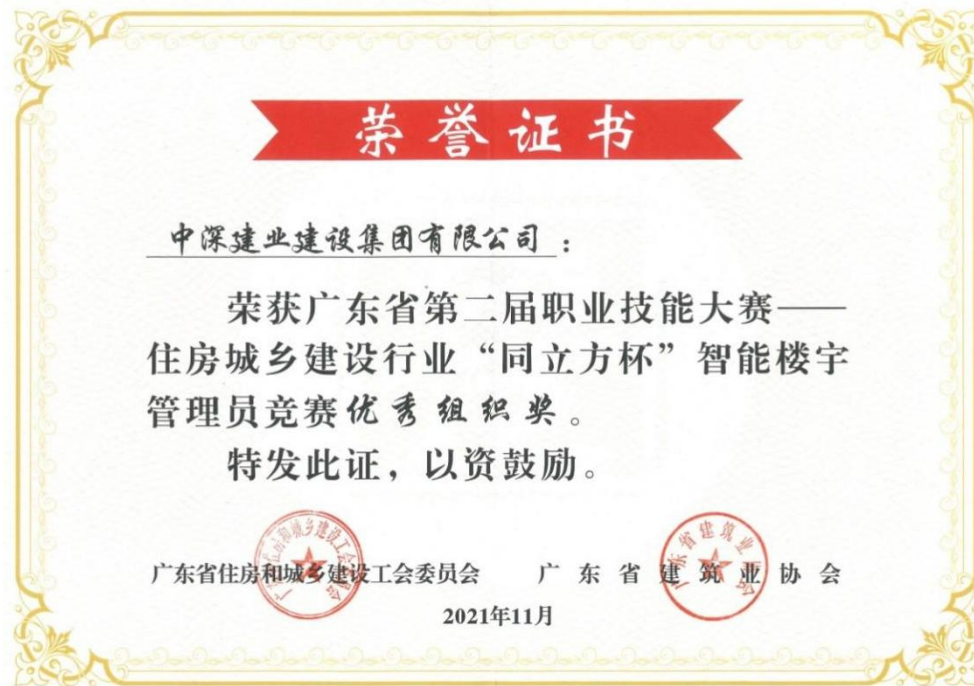 荣誉证书
中深建业建设集团有限公司：
荣获广东省第二届职业技能大赛——
住房城乡建设行业“同立方杯”智能楼宇
管理员竞赛优秀组织奖。
特发此证，以资鼓励。
广东省住房和城乡建设工会委员会
广东省建筑业协会
2021年11月